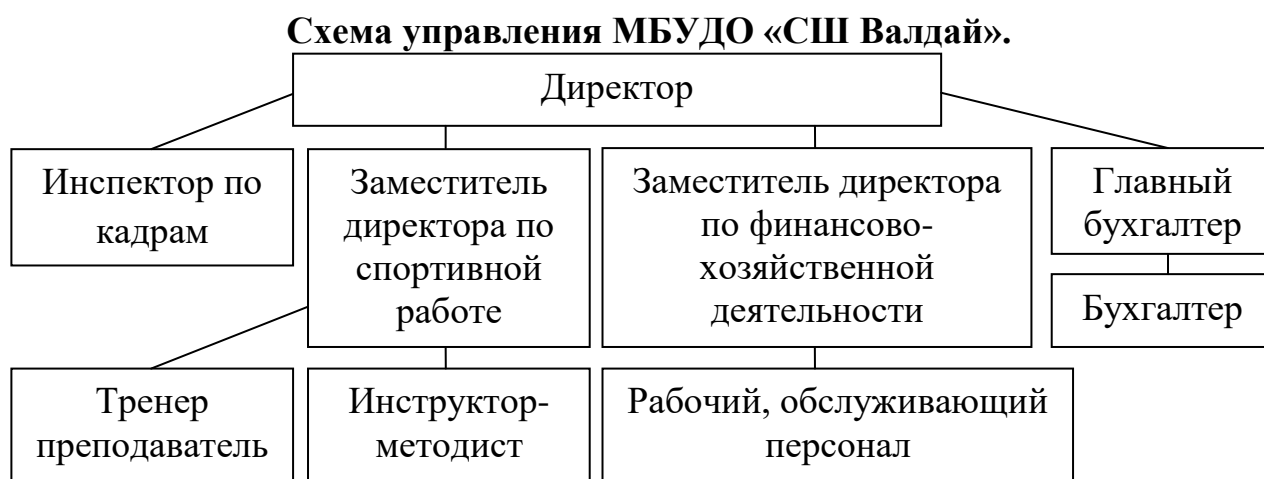 Схема управления МБУДО «СШ Валдай».
Директор
Инспектор по
кадрам
Заместитель
директора по
спортивной
работе
Заместитель директора
по финансово-
хозяйственной
деятельности
Главный
бухгалтер
Бухгалтер
Тренер
преподаватель
Инструктор-
методист
Рабочий, обслуживающий
персонал